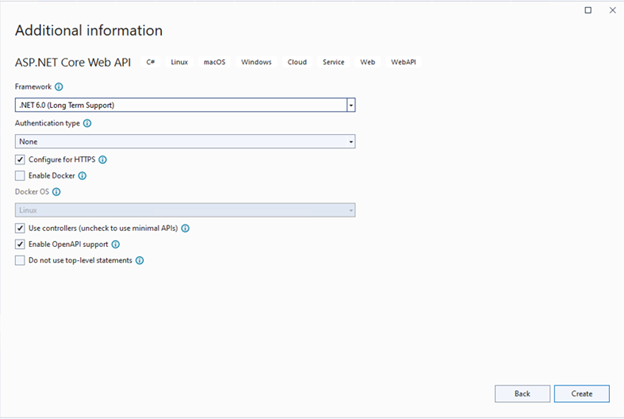 Additional information
ASP.NET Core Web API C# Linux macOS Windows Cloud Service Web WebAPI
Framework
.NET 6.0 (Long Term Support)
Authentication type
None
Configure for HTTPS
Enable Docker
Docker OS
Linux
Use controllers (uncheck to use minimal APIs)
Enable OpenAPI support
Do not use top-level statements
Back Create